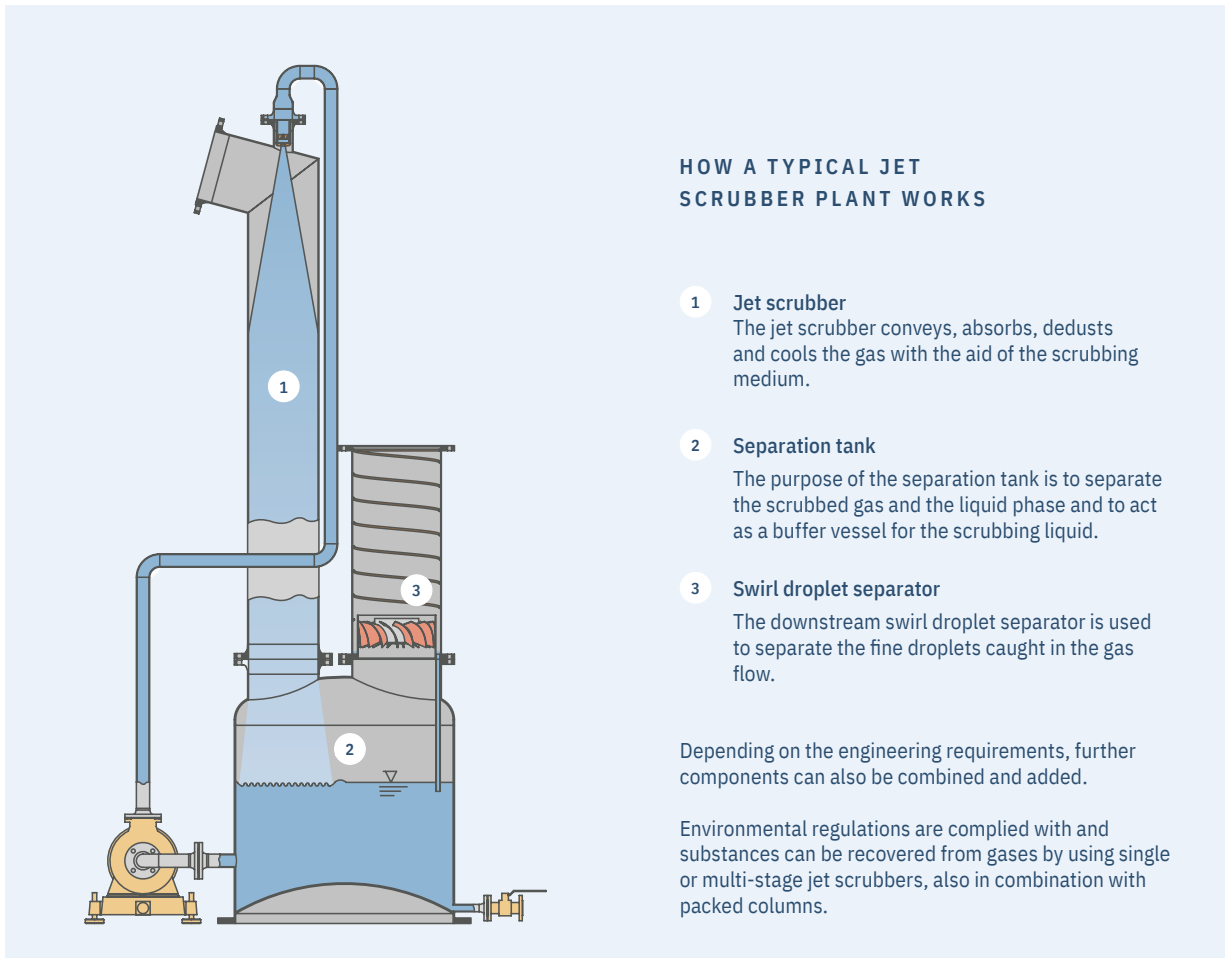 HOW A TYPICAL JET
SCRUBBER PLANT WORKS
1
Jet scrubber
The jet scrubber conveys, absorbs, dedusts
and cools the gas with the aid of the scrubbing
medium.
2
Separation tank
The purpose of the separation tank is to separate
the scrubbed gas and the liquid phase and to act
as a buffer vessel for the scrubbing liquid.
3
Swirl droplet separator
The downstream swirl droplet separator is used
to separate the fine droplets caught in the gas
flow.
Depending on the engineering requirements, further
components can also be combined and added.
Environmental regulations are complied with and
substances can be recovered from gases by using single
or multi-stage jet scrubbers, also in combination with
packed columns.
1
3
2